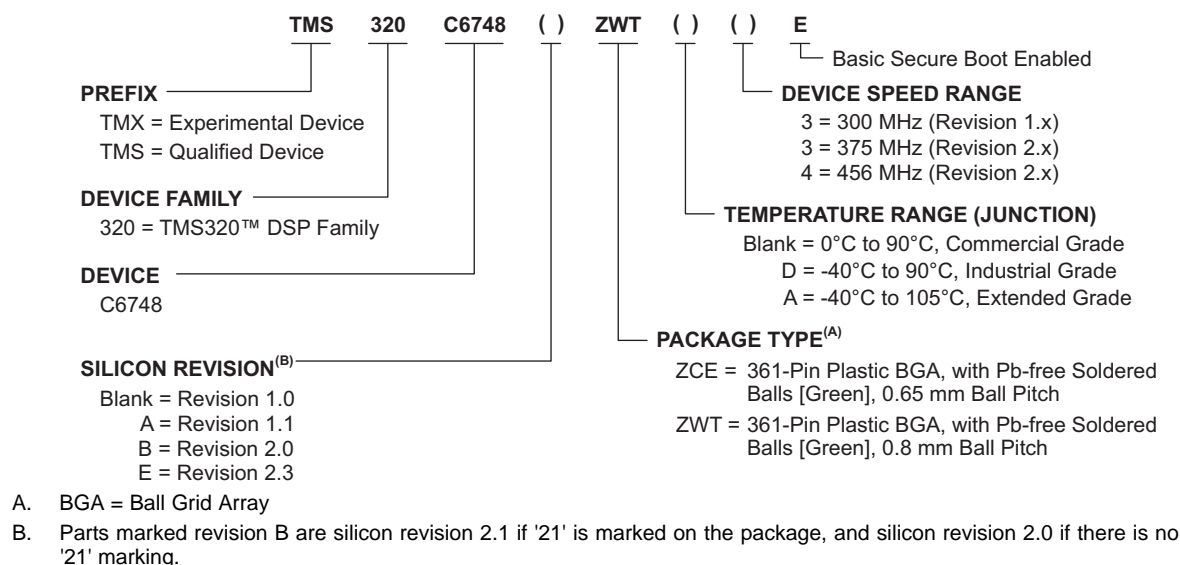 TMS 320 C6748 ( ) ZWT ( ) ( ) E
Basic Secure Boot Enabled
PREFIX
TMX = Experimental Device
TMS = Qualified Device
DEVICE SPEED RANGE
3 = 300 MHz (Revision 1.x)
3 = 375 MHz (Revision 2.x)
4 = 456 MHz (Revision 2.x)
DEVICE FAMILY
320 = TMS320™ DSP Family
TEMPERATURE RANGE (JUNCTION)
Blank = 0°C to 90°C, Commercial Grade
D = -40°C to 90°C, Industrial Grade
A = -40°C to 105°C, Extended Grade
DEVICE
C6748
PACKAGE TYPE(A)
ZCE = 361-Pin Plastic BGA, with Pb-free Soldered
Balls [Green], 0.65 mm Ball Pitch
ZWT = 361-Pin Plastic BGA, with Pb-free Soldered
Balls [Green], 0.8 mm Ball Pitch
SILICON REVISION(B)
Blank = Revision 1.0
A = Revision 1.1
B = Revision 2.0
E = Revision 2.3
A. BGA = Ball Grid Array
B. Parts marked revision B are silicon revision 2.1 if '21' is marked on the package, and silicon revision 2.0 if there is no
'21' marking.